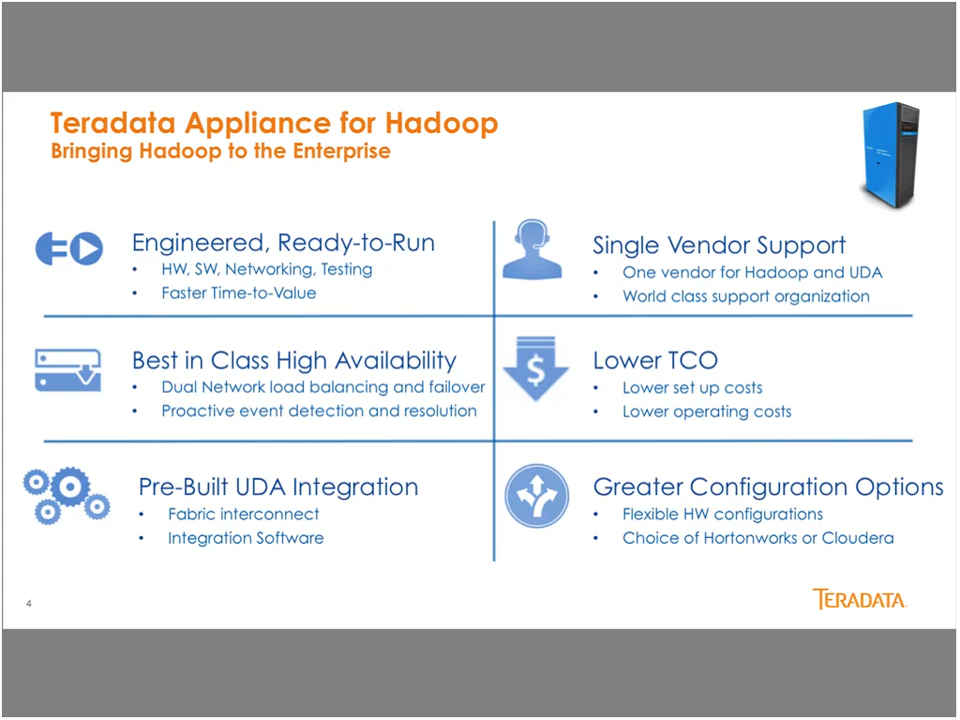 Teradata Appliance for Hadoop
Bringing Hadoop to the Enterprise
Engineered, Ready-to-Run
• HW, SW, Networking, Testing
• Faster Time-to-Value
Single Vendor Support
• One vendor for Hadoop and UDA
• World class support organization
Best in Class High Availability
• Dual Network load balancing and failover
• Proactive event detection and resolution
$
Lower TCO
• Lower set up costs
• Lower operating costs
Pre-Built UDA Integration
• Fabric interconnect
• Integration Software
Greater Configuration Options
• Flexible HW configurations
• Choice of Hortonworks or Cloudera
4
TERADATA